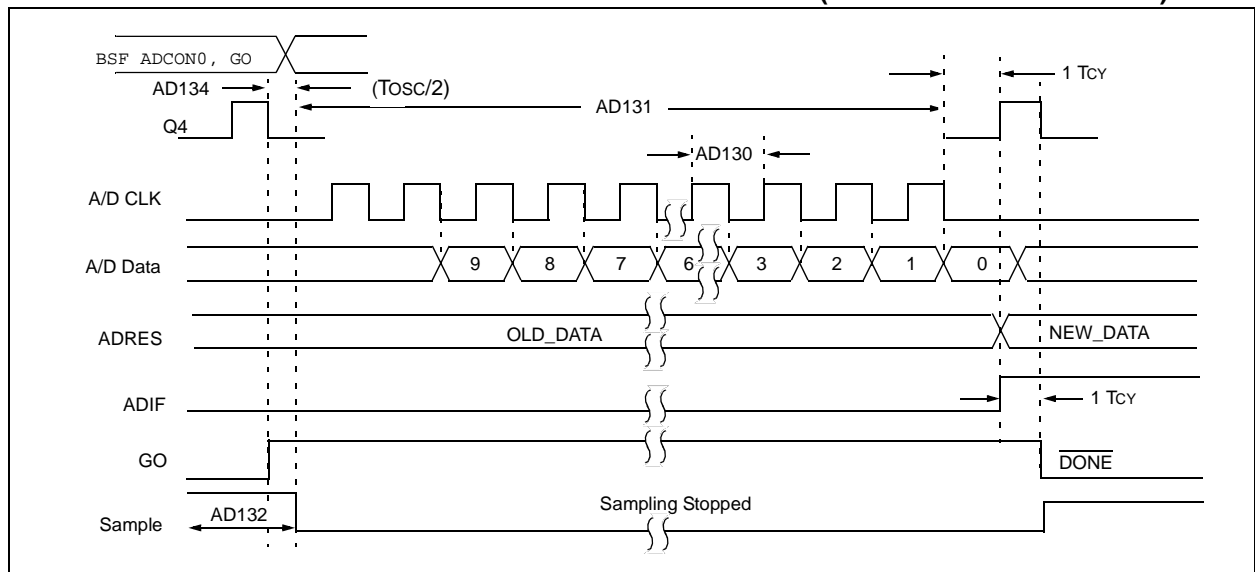 BSF ADCON0, GO
AD134 (TOSC/2) 1 TCY
AD131
Q4
AD130
A/D CLK
A/D Data 9 8 7 6 3 2 1 0
ADRES OLD_DATA NEW_DATA
ADIF 1 TCY
GO DONE
Sampling Stopped
Sample AD132